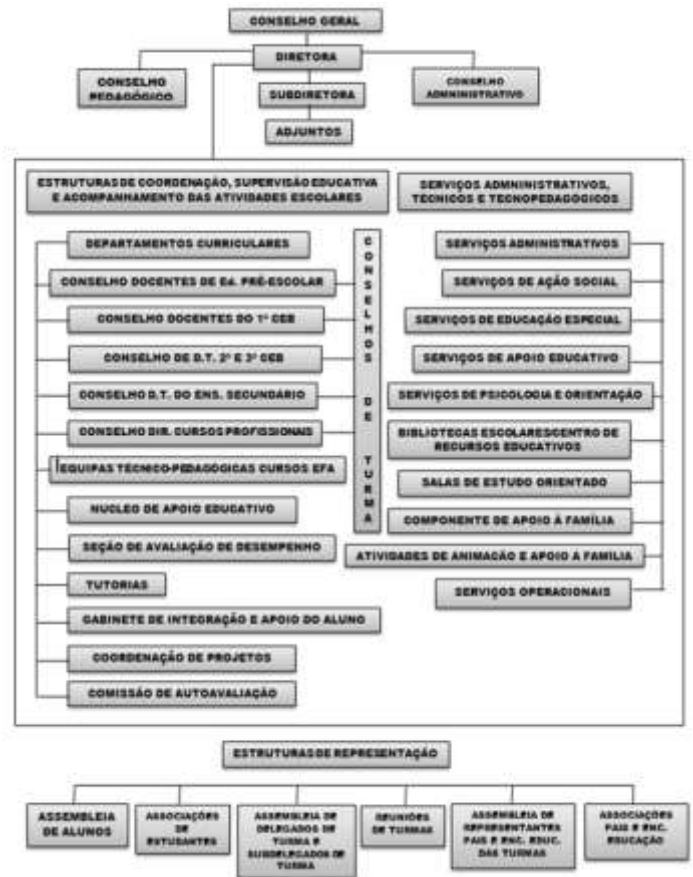 CONSELHO GERAL
DIRETORA
CONSELHO
PEDAGÓGICO
CONSELHO
ADMINISTRATIVO
SUBDIRETORA
ADJUNTOS
ESTRUTURAS DE COORDENAÇÃO, SUPERVISÃO EDUCATIVA
E ACOMPANHAMENTO DAS ATIVIDADES ESCOLARES
SERVIÇOS ADMNINISTRATIVOS,
TÉCNICOS E TECNOPEDAGÓGICOS
DEPARTAMENTOS CURRICULARES
CONSELHO DOCENTES DE Ed. PRÉ-ESCOLAR
CONSELHO DOCENTES DO 1º CEB
CONSELHO DE D.T. 2º E 3º CEB
CONSELHO D.T. DO ENS. SECUNDÁRIO
CONSELHO DIR. CURSOS PROFISSIONAIS
EQUIPAS TÉCNICO-PEDAGÓGICAS CURSOS EFA
NÚCLEO DE APOIO EDUCATIVO
SEÇÃO DE AVALIAÇÃO DE DESEMPENHO
TUTORIAS
GABINETE DE INTEGRAÇÃO E APOIO DO ALUNO
COORDENAÇÃO DE PROJETOS
COMISSÃO DE AUTOAVALIAÇÃO
CONSELHOS DE TURMA
SERVIÇOS ADMINISTRATIVOS
SERVIÇOS DE AÇÃO SOCIAL
SERVIÇOS DE EDUCAÇÃO ESPECIAL
SERVIÇOS DE APOIO EDUCATIVO
SERVIÇOS DE PSICOLOGIA E ORIENTAÇÃO
BIBLIOTECAS ESCOLARES/CENTRO DE
RECURSOS EDUCATIVOS
SALAS DE ESTUDO ORIENTADO
COMPONENTE DE APOIO À FAMÍLIA
ATIVIDADES DE ANIMAÇÃO E APOIO À FAMÍLIA
SERVIÇOS OPERACIONAIS
ESTRUTURAS DE REPRESENTAÇÃO
ASSEMBLEIA
DE ALUNOS
ASSOCIAÇÕES
DE
ESTUDANTES
ASSEMBLEIA DE
DELEGADOS DE
TURMA E
SUBDELEGADOS DE
TURMA
REUNIÕES
DE TURMAS
ASSEMBLEIA DE
REPRESENTANTES
PAIS E ENC. EDUC.
DAS TURMAS
ASSOCIAÇÕES
PAIS E ENC.
EDUCAÇÃO